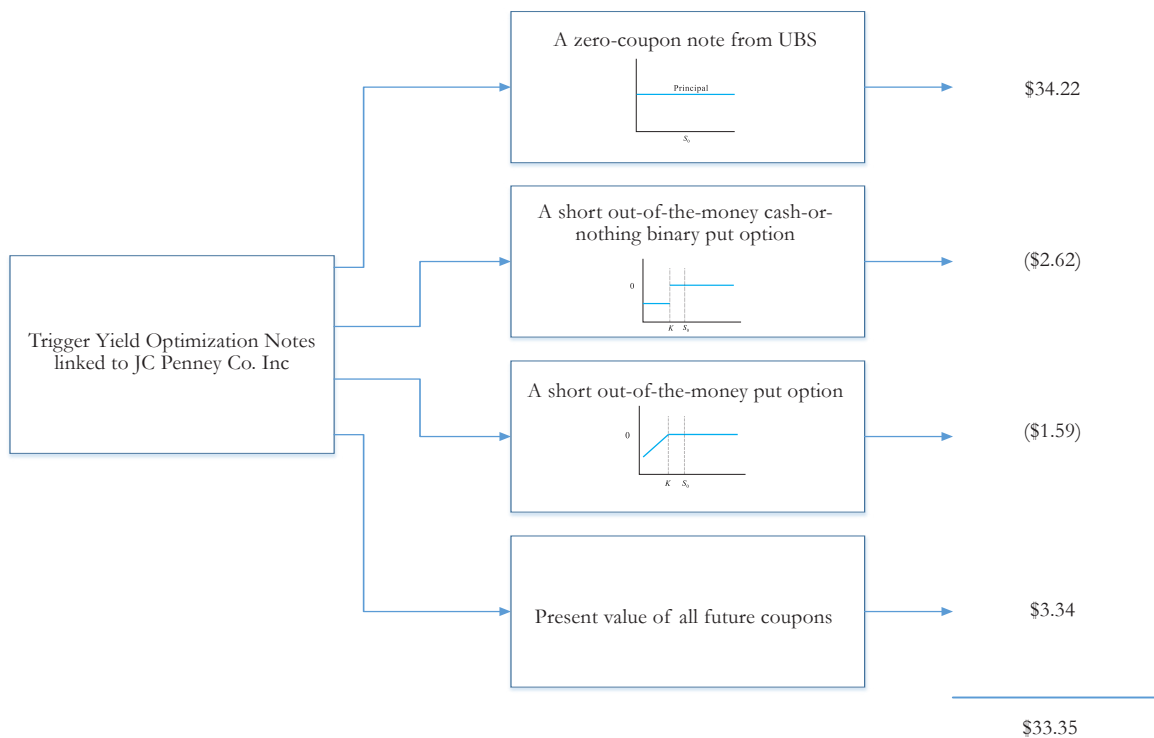 A zero-coupon note from UBS
Principal
S₀
$34.22
A short out-of-the-money cash-or-
nothing binary put option
0
K S₀
($2.62)
Trigger Yield Optimization Notes
linked to JC Penney Co. Inc
A short out-of-the-money put option
0
K S₀
($1.59)
Present value of all future coupons
$3.34
$33.35